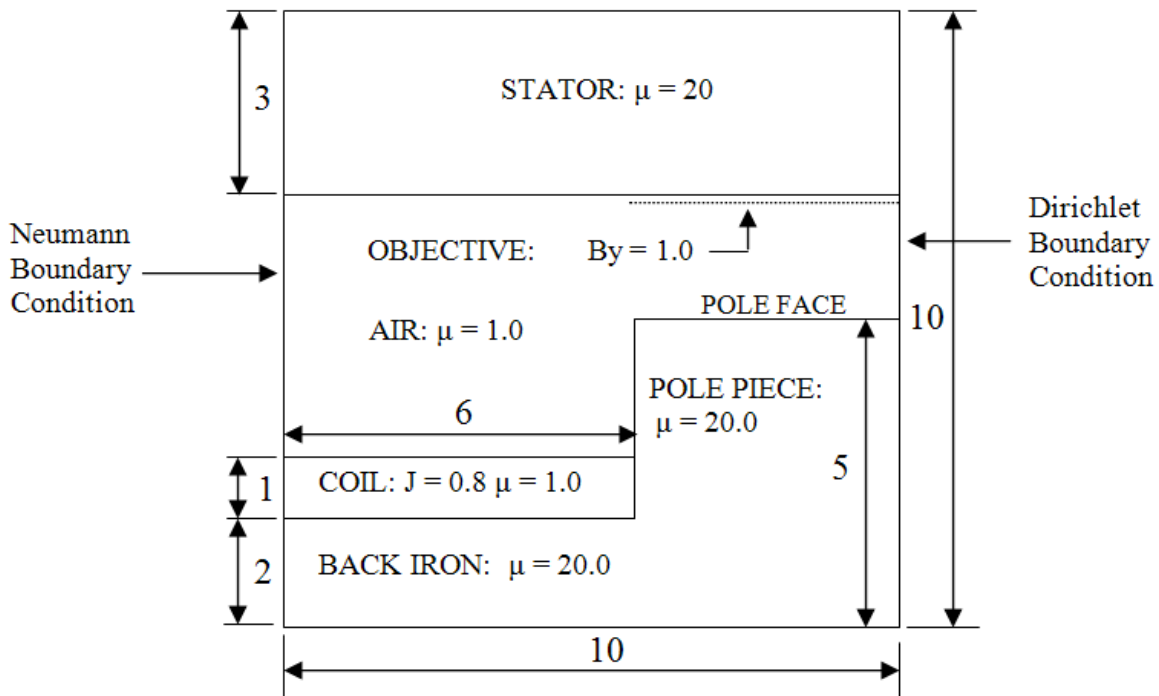 STATOR: μ = 20
3
Neumann
Boundary
Condition
OBJECTIVE: By = 1.0
Dirichlet
Boundary
Condition
POLE FACE
10
AIR: μ = 1.0
POLE PIECE:
μ = 20.0
6
5
1
COIL: J = 0.8 μ = 1.0
2
BACK IRON: μ = 20.0
10